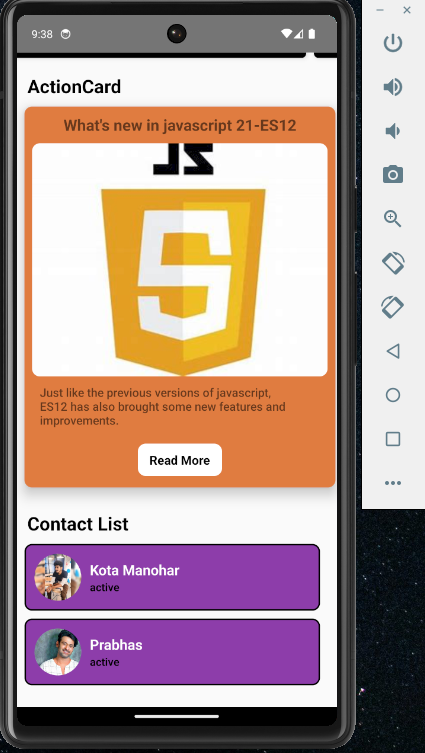 9:38
ActionCard
What's new in javascript 21-ES12
JS
Just like the previous versions of javascript,
ES12 has also brought some new features and
improvements.
Read More
Contact List
Kota Manohar
active
Prabhas
active